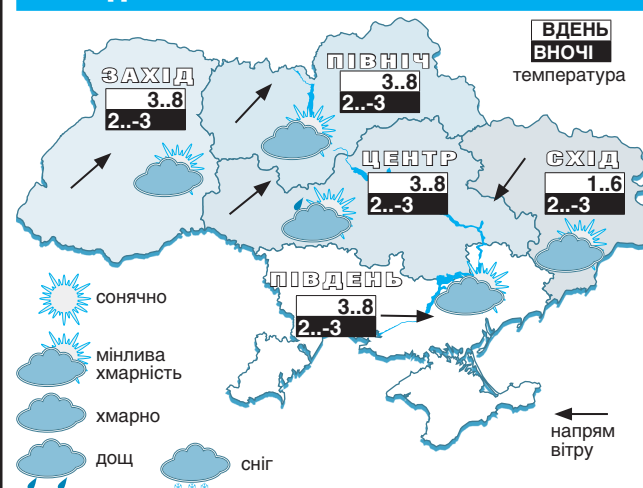 ВДЕНЬ
ВНОЧІ
температура
ЗАХІД
3..8
2..-3
ПІВНІЧ
3..8
2..-3
ЦЕНТР
3..8
2..-3
СХІД
1..6
2..-3
ПІВДЕНЬ
3..8
2..-3
сонячно
мінлива
хмарність
хмарно
дощ
сніг
напрям
вітру